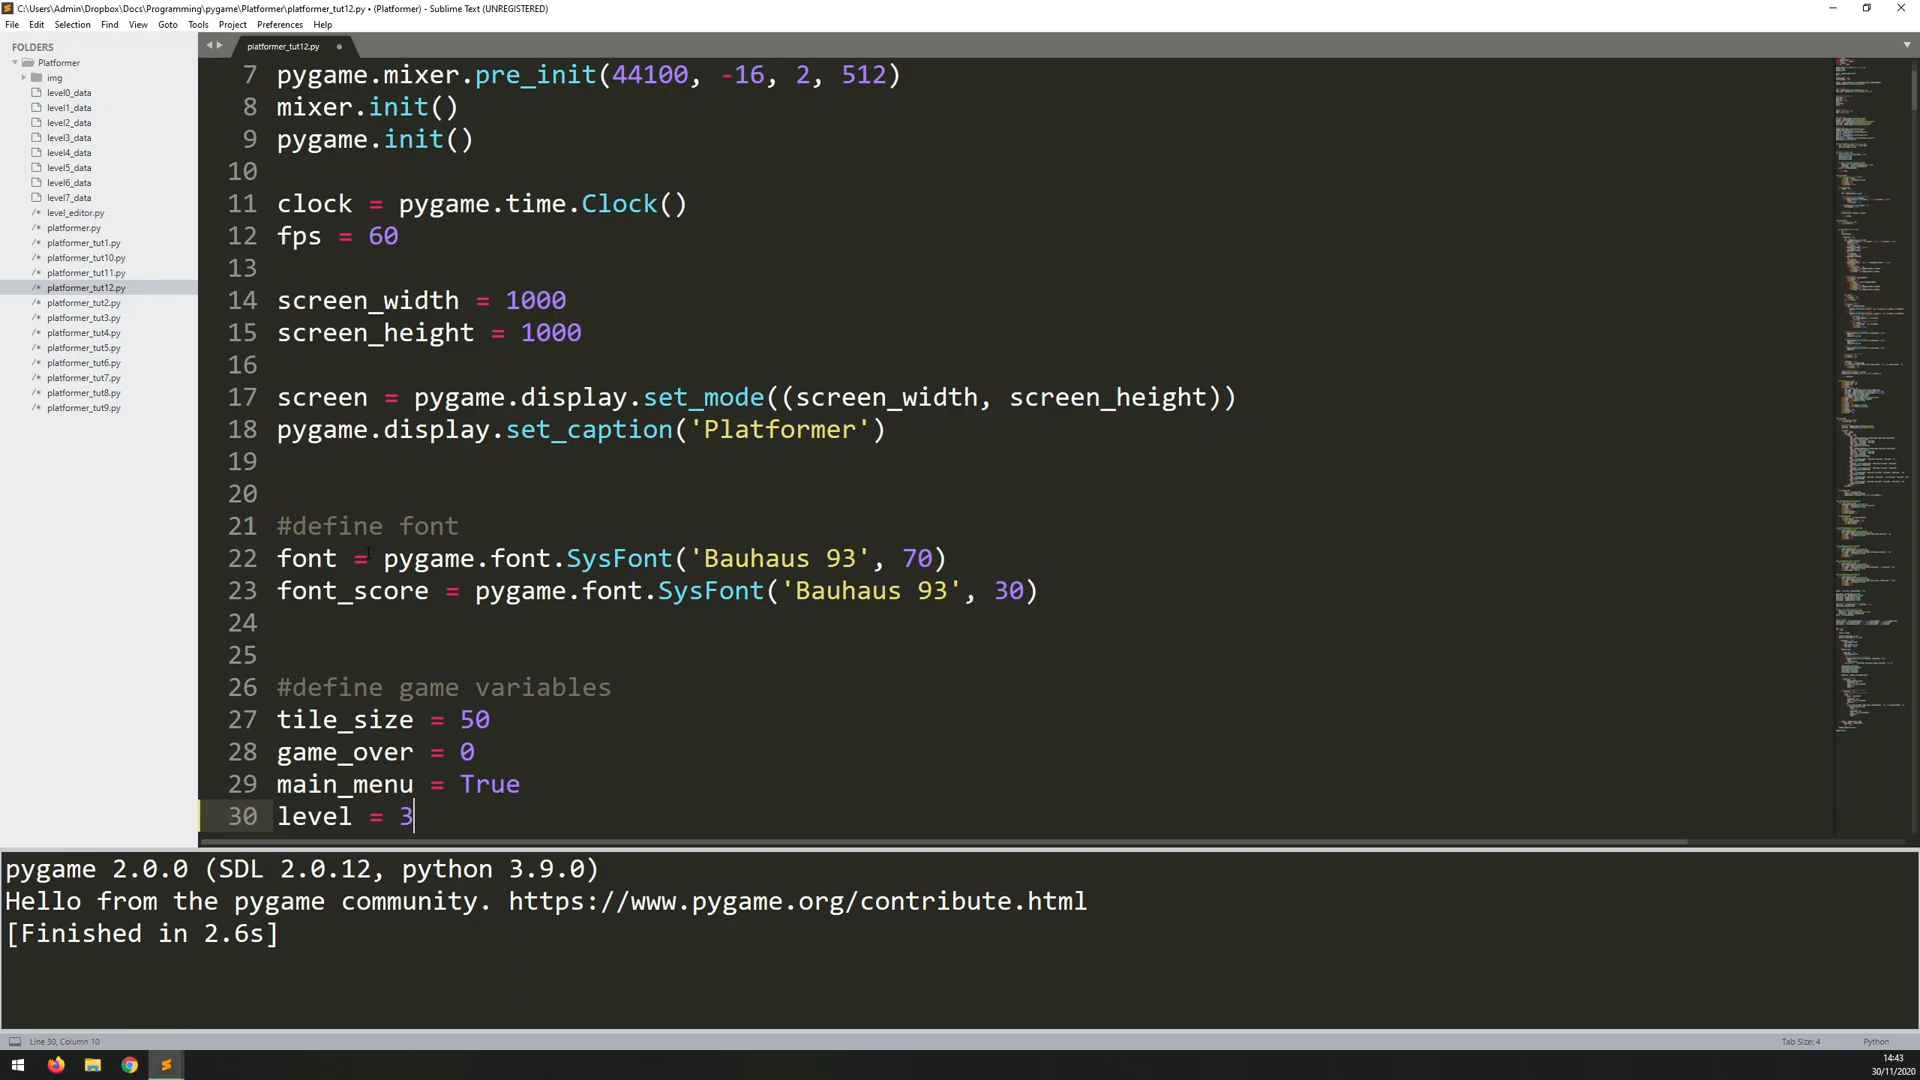 C:\Users\Admin\Dropbox\Docs\Programming\pygame\Platformer\platformer_tut12.py • (Platformer) - Sublime Text (UNREGISTERED)
File Edit Selection Find View Goto Tools Project Preferences Help
FOLDERS
Platformer
img
level0_data
level1_data
level2_data
level3_data
level4_data
level5_data
level6_data
level7_data
level_editor.py
platformer.py
platformer_tut1.py
platformer_tut10.py
platformer_tut11.py
platformer_tut12.py
platformer_tut2.py
platformer_tut3.py
platformer_tut4.py
platformer_tut5.py
platformer_tut6.py
platformer_tut7.py
platformer_tut8.py
platformer_tut9.py
platformer_tut12.py
7 pygame.mixer.pre_init(44100, -16, 2, 512)
8 mixer.init()
9 pygame.init()
10
11 clock = pygame.time.Clock()
12 fps = 60
13
14 screen_width = 1000
15 screen_height = 1000
16
17 screen = pygame.display.set_mode((screen_width, screen_height))
18 pygame.display.set_caption('Platformer')
19
20
21 #define font
22 font = pygame.font.SysFont('Bauhaus 93', 70)
23 font_score = pygame.font.SysFont('Bauhaus 93', 30)
24
25
26 #define game variables
27 tile_size = 50
28 game_over = 0
29 main_menu = True
30 level = 3
pygame 2.0.0 (SDL 2.0.12, python 3.9.0)
Hello from the pygame community. https://www.pygame.org/contribute.html
[Finished in 2.6s]
Line 30, Column 10
Tab Size: 4
Python
14:43
30/11/2020